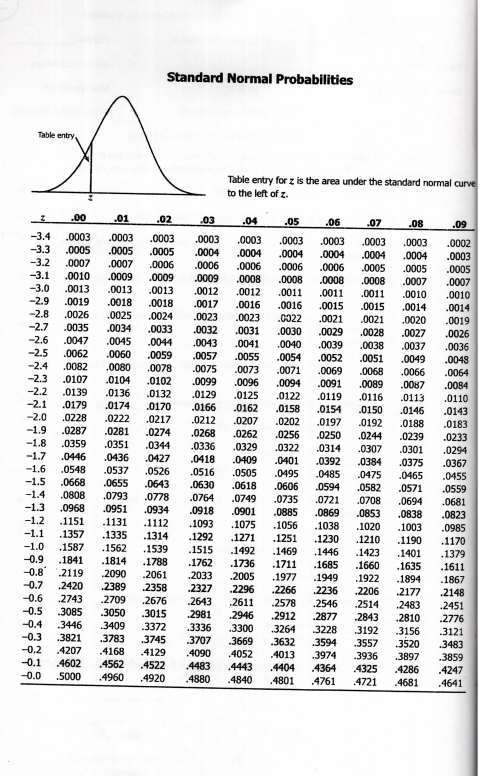 Standard Normal Probabilities
Table entry
z
Table entry for z is the area under the standard normal curve
to the left of z.
z .00 .01 .02 .03 .04 .05 .06 .07 .08 .09
−3.4 .0003 .0003 .0003 .0003 .0003 .0003 .0003 .0003 .0003 .0002
−3.3 .0005 .0005 .0005 .0004 .0004 .0004 .0004 .0004 .0004 .0003
−3.2 .0007 .0007 .0006 .0006 .0006 .0006 .0006 .0005 .0005 .0005
−3.1 .0010 .0009 .0009 .0009 .0008 .0008 .0008 .0008 .0007 .0007
−3.0 .0013 .0013 .0013 .0012 .0012 .0011 .0011 .0011 .0010 .0010
−2.9 .0019 .0018 .0018 .0017 .0016 .0016 .0015 .0015 .0014 .0014
−2.8 .0026 .0025 .0024 .0023 .0023 .0022 .0021 .0021 .0020 .0019
−2.7 .0035 .0034 .0033 .0032 .0031 .0030 .0029 .0028 .0027 .0026
−2.6 .0047 .0045 .0044 .0043 .0041 .0040 .0039 .0038 .0037 .0036
−2.5 .0062 .0060 .0059 .0057 .0055 .0054 .0052 .0051 .0049 .0048
−2.4 .0082 .0080 .0078 .0075 .0073 .0071 .0069 .0068 .0066 .0064
−2.3 .0107 .0104 .0102 .0099 .0096 .0094 .0091 .0089 .0087 .0084
−2.2 .0139 .0136 .0132 .0129 .0125 .0122 .0119 .0116 .0113 .0110
−2.1 .0179 .0174 .0170 .0166 .0162 .0158 .0154 .0150 .0146 .0143
−2.0 .0228 .0222 .0217 .0212 .0207 .0202 .0197 .0192 .0188 .0183
−1.9 .0287 .0281 .0274 .0268 .0262 .0256 .0250 .0244 .0239 .0233
−1.8 .0359 .0351 .0344 .0336 .0329 .0322 .0314 .0307 .0301 .0294
−1.7 .0446 .0436 .0427 .0418 .0409 .0401 .0392 .0384 .0375 .0367
−1.6 .0548 .0537 .0526 .0516 .0505 .0495 .0485 .0475 .0465 .0455
−1.5 .0668 .0655 .0643 .0630 .0618 .0606 .0594 .0582 .0571 .0559
−1.4 .0808 .0793 .0778 .0764 .0749 .0735 .0721 .0708 .0694 .0681
−1.3 .0968 .0951 .0934 .0918 .0901 .0885 .0869 .0853 .0838 .0823
−1.2 .1151 .1131 .1112 .1093 .1075 .1056 .1038 .1020 .1003 .0985
−1.1 .1357 .1335 .1314 .1292 .1271 .1251 .1230 .1210 .1190 .1170
−1.0 .1587 .1562 .1539 .1515 .1492 .1469 .1446 .1423 .1401 .1379
−0.9 .1841 .1814 .1788 .1762 .1736 .1711 .1685 .1660 .1635 .1611
−0.8 .2119 .2090 .2061 .2033 .2005 .1977 .1949 .1922 .1894 .1867
−0.7 .2420 .2389 .2358 .2327 .2296 .2266 .2236 .2206 .2177 .2148
−0.6 .2743 .2709 .2676 .2643 .2611 .2578 .2546 .2514 .2483 .2451
−0.5 .3085 .3050 .3015 .2981 .2946 .2912 .2877 .2843 .2810 .2776
−0.4 .3446 .3409 .3372 .3336 .3300 .3264 .3228 .3192 .3156 .3121
−0.3 .3821 .3783 .3745 .3707 .3669 .3632 .3594 .3557 .3520 .3483
−0.2 .4207 .4168 .4129 .4090 .4052 .4013 .3974 .3936 .3897 .3859
−0.1 .4602 .4562 .4522 .4483 .4443 .4404 .4364 .4325 .4286 .4247
−0.0 .5000 .4960 .4920 .4880 .4840 .4801 .4761 .4721 .4681 .4641